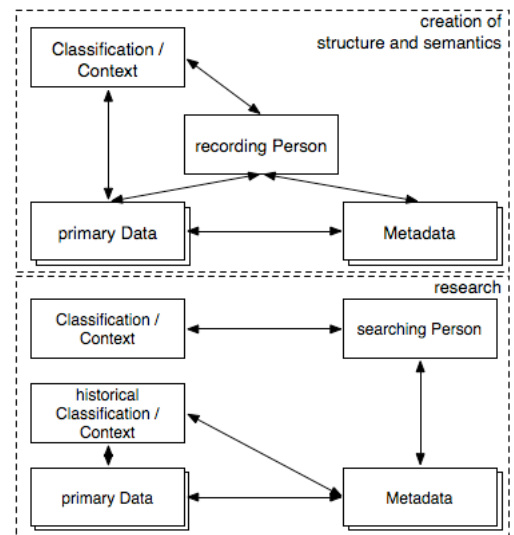 creation of
structure and semantics
Classification /
Context
recording Person
primary Data
Metadata
research
Classification /
Context
searching Person
historical
Classification /
Context
primary Data
Metadata